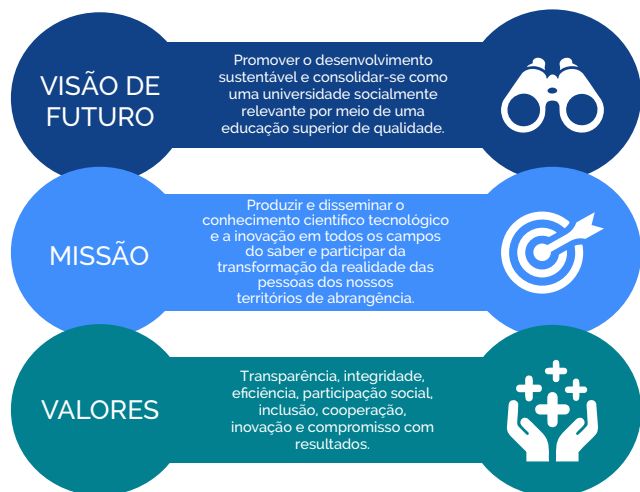 VISÃO DE
FUTURO
Promover o desenvolvimento
sustentável e consolidar-se como
uma universidade socialmente
relevante por meio de uma
educação superior de qualidade.
MISSÃO
Produzir e disseminar o
conhecimento científico tecnológico
e a inovação em todos os campos
do saber e participar da
transformação da realidade das
pessoas dos nossos
territórios de abrangência.
VALORES
Transparência, integridade,
eficiência, participação social,
inclusão, cooperação,
inovação e compromisso com
resultados.